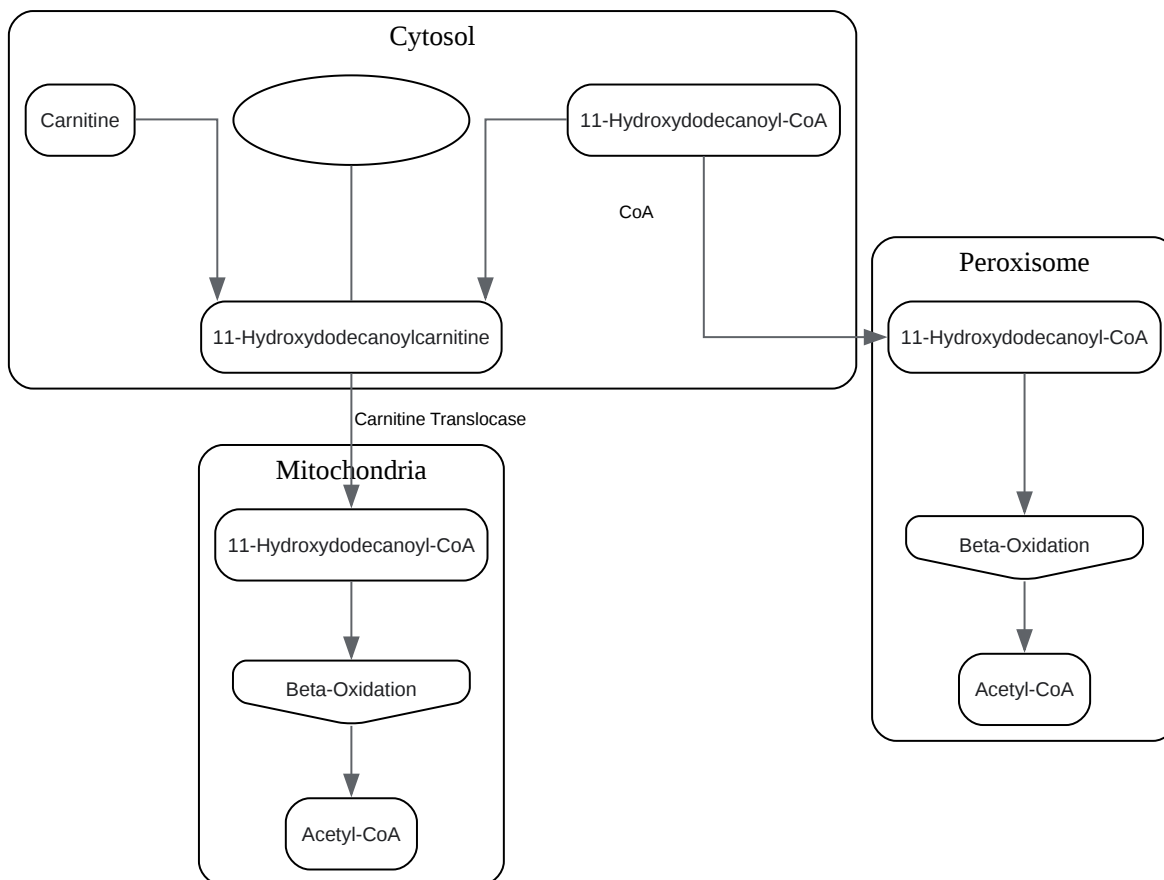 Cytosol
Carnitine
11-Hydroxydodecanoyl-CoA
CoA
11-Hydroxydodecanoylcarnitine
Carnitine Translocase
Mitochondria
11-Hydroxydodecanoyl-CoA
Beta-Oxidation
Acetyl-CoA
Peroxisome
11-Hydroxydodecanoyl-CoA
Beta-Oxidation
Acetyl-CoA